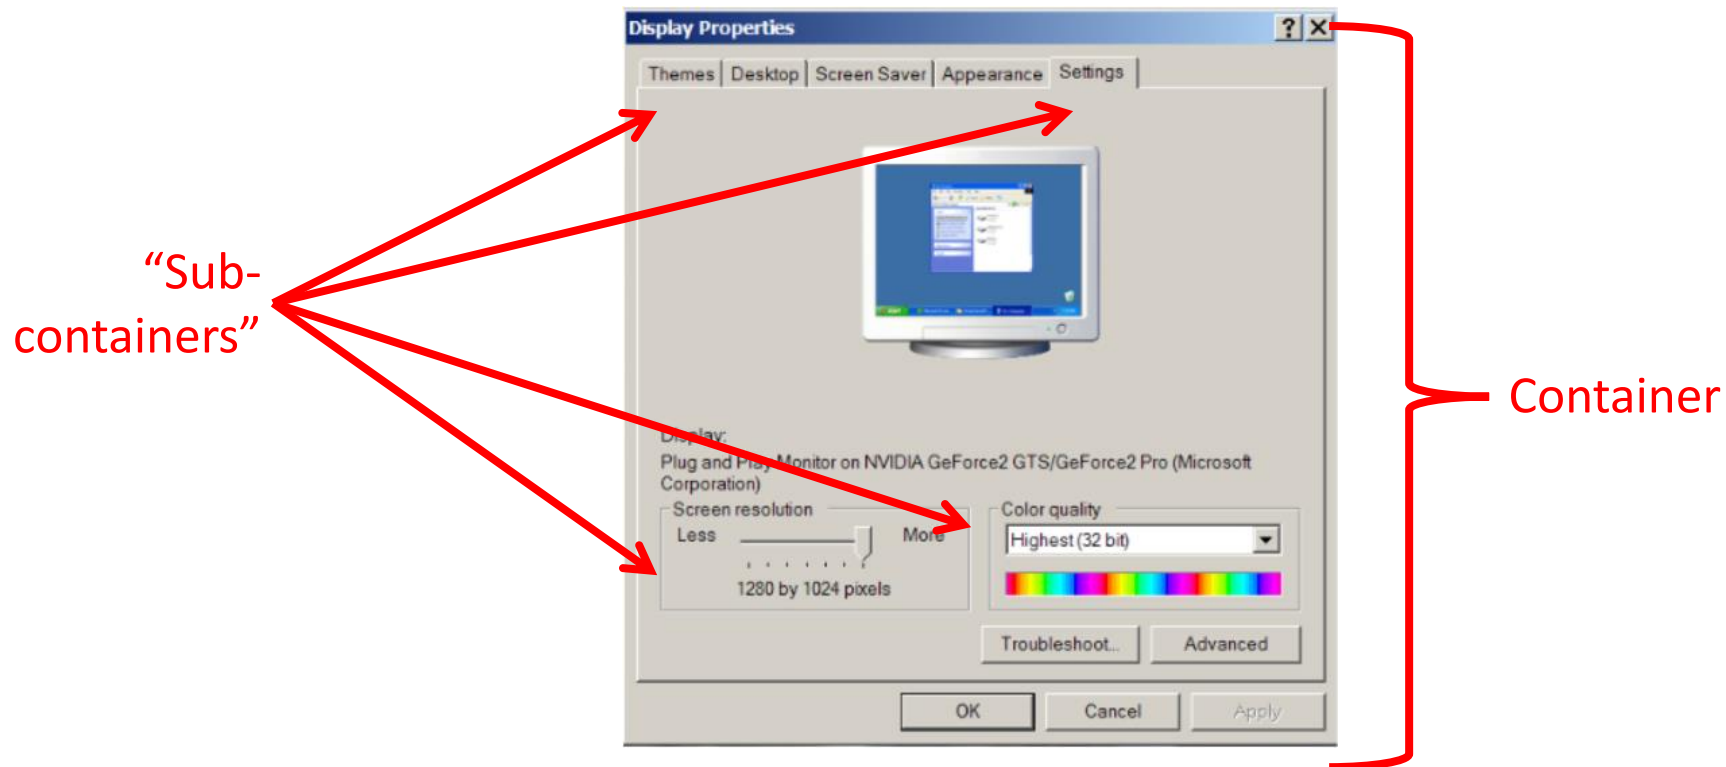 Display Properties
Themes Desktop Screen Saver Appearance Settings
“Sub-
containers”
Container
Display:
Plug and Play Monitor on NVIDIA GeForce2 GTS/GeForce2 Pro (Microsoft
Corporation)
Screen resolution
Less More
1280 by 1024 pixels
Color quality
Highest (32 bit)
Troubleshoot... Advanced
OK Cancel Apply